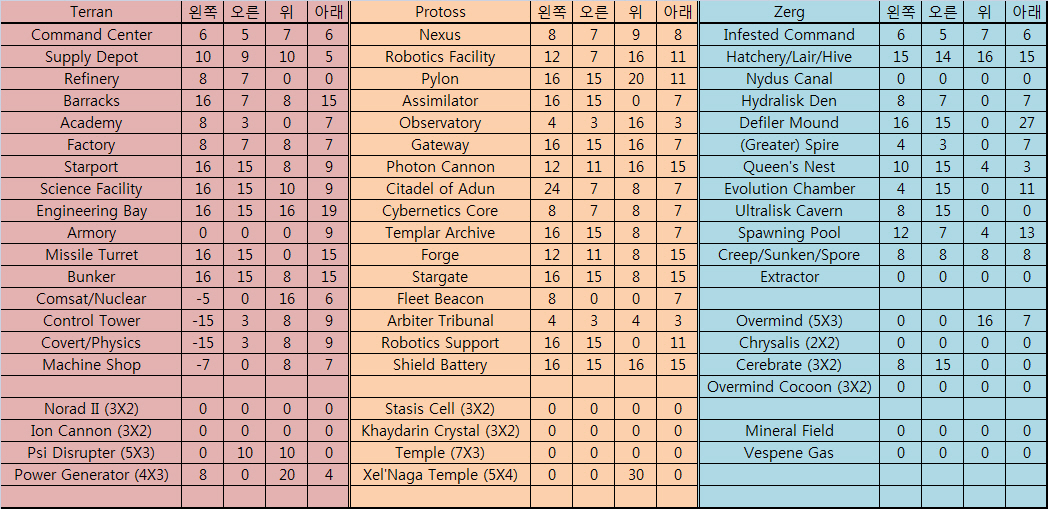 Terran 왼쪽 오른 위 아래 Protoss 왼쪽 오른 위 아래 Zerg 왼쪽 오른 위 아래
Command Center 6 5 7 6 Nexus 8 7 9 8 Infested Command 6 5 7 6
Supply Depot 10 9 10 5 Robotics Facility 12 7 16 11 Hatchery/Lair/Hive 15 14 16 15
Refinery 8 7 0 0 Pylon 16 15 20 11 Nydus Canal 0 0 0 0
Barracks 16 7 8 15 Assimilator 16 15 0 7 Hydralisk Den 8 7 0 7
Academy 8 3 0 7 Observatory 4 3 16 3 Defiler Mound 16 15 0 27
Factory 8 7 8 7 Gateway 16 15 16 7 (Greater) Spire 4 3 0 7
Starport 16 15 8 9 Photon Cannon 12 11 16 15 Queen's Nest 10 15 4 3
Science Facility 16 15 10 9 Citadel of Adun 24 7 8 7 Evolution Chamber 4 15 0 11
Engineering Bay 16 15 16 19 Cybernetics Core 8 7 8 7 Ultralisk Cavern 8 15 0 0
Armory 0 0 0 9 Templar Archive 16 15 8 7 Spawning Pool 12 7 4 13
Missile Turret 16 15 0 15 Forge 12 11 8 15 Creep/Sunken/Spore 8 8 8 8
Bunker 16 15 8 15 Stargate 16 15 8 15 Extractor 0 0 0 0
Comsat/Nuclear -5 0 16 6 Fleet Beacon 8 0 0 7
Control Tower -15 3 8 9 Arbiter Tribunal 4 3 4 3 Overmind (5X3) 0 0 16 7
Covert/Physics -15 3 8 9 Robotics Support 16 15 0 11 Chrysalis (2X2) 0 0 0 0
Machine Shop -7 0 8 7 Shield Battery 16 15 16 15 Cerebrate (3X2) 8 15 0 0
Overmind Cocoon (3X2) 0 0 0 0
Norad II (3X2) 0 0 0 0 Stasis Cell (3X2) 0 0 0 0
Ion Cannon (3X2) 0 0 0 0 Khaydarin Crystal (3X2) 0 0 0 0 Mineral Field 0 0 0 0
Psi Disrupter (5X3) 0 10 10 0 Temple (7X3) 0 0 0 0 Vespene Gas 0 0 0 0
Power Generator (4X3) 8 0 20 4 Xel'Naga Temple (5X4) 0 0 30 0